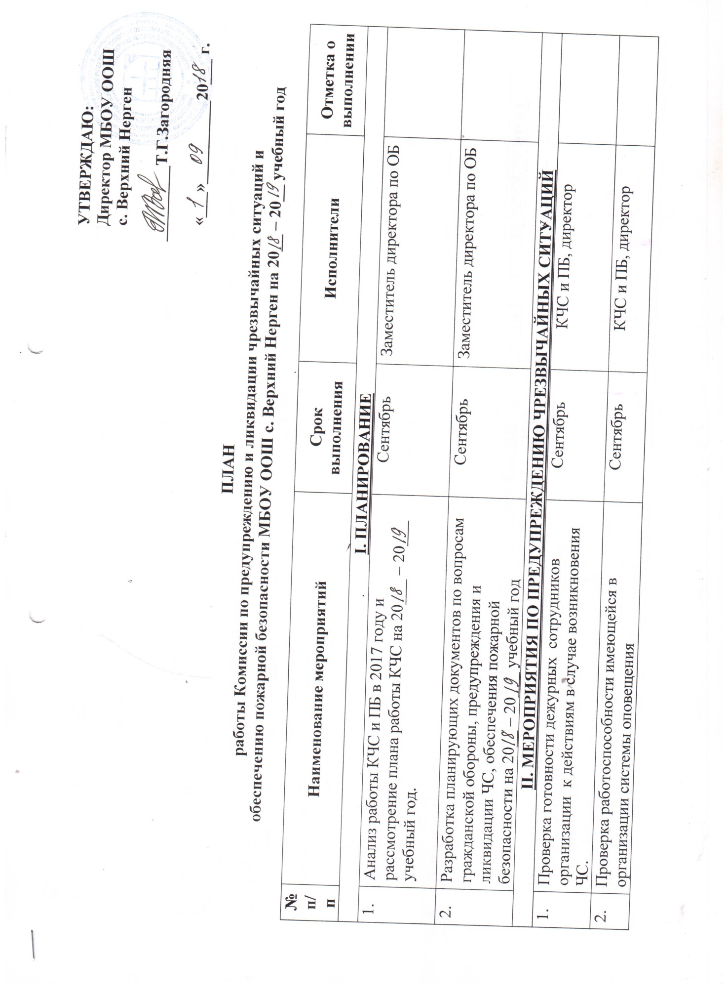 УТВЕРЖДАЮ:
Директор МБОУ ООШ
с. Верхний Нерген
Т.Г.Загородняя
« 1 » 09 2018 г.
ПЛАН
работы Комиссии по предупреждению и ликвидации чрезвычайных ситуаций и
обеспечению пожарной безопасности МБОУ ООШ с. Верхний Нерген на 2018 – 2019 учебный год
№ п/п Наименование мероприятий Срок выполнения Исполнители Отметка о выполнении
I. ПЛАНИРОВАНИЕ
1. Анализ работы КЧС и ПБ в 2017 году и Сентябрь Заместитель директора по ОБ
рассмотрение плана работы КЧС на 2018 – 2019
учебный год.
2. Разработка планирующих документов по вопросам Сентябрь Заместитель директора по ОБ
гражданской обороны, предупреждения и
ликвидации ЧС, обеспечения пожарной
безопасности на 2018 – 2019 учебный год
II. МЕРОПРИЯТИЯ ПО ПРЕДУПРЕЖДЕНИЮ ЧРЕЗВЫЧАЙНЫХ СИТУАЦИЙ
1. Проверка готовности дежурных сотрудников Сентябрь КЧС и ПБ, директор
организации к действиям в случае возникновения
ЧС.
2. Проверка работоспособности имеющейся в Сентябрь КЧС и ПБ, директор
организации системы оповещения